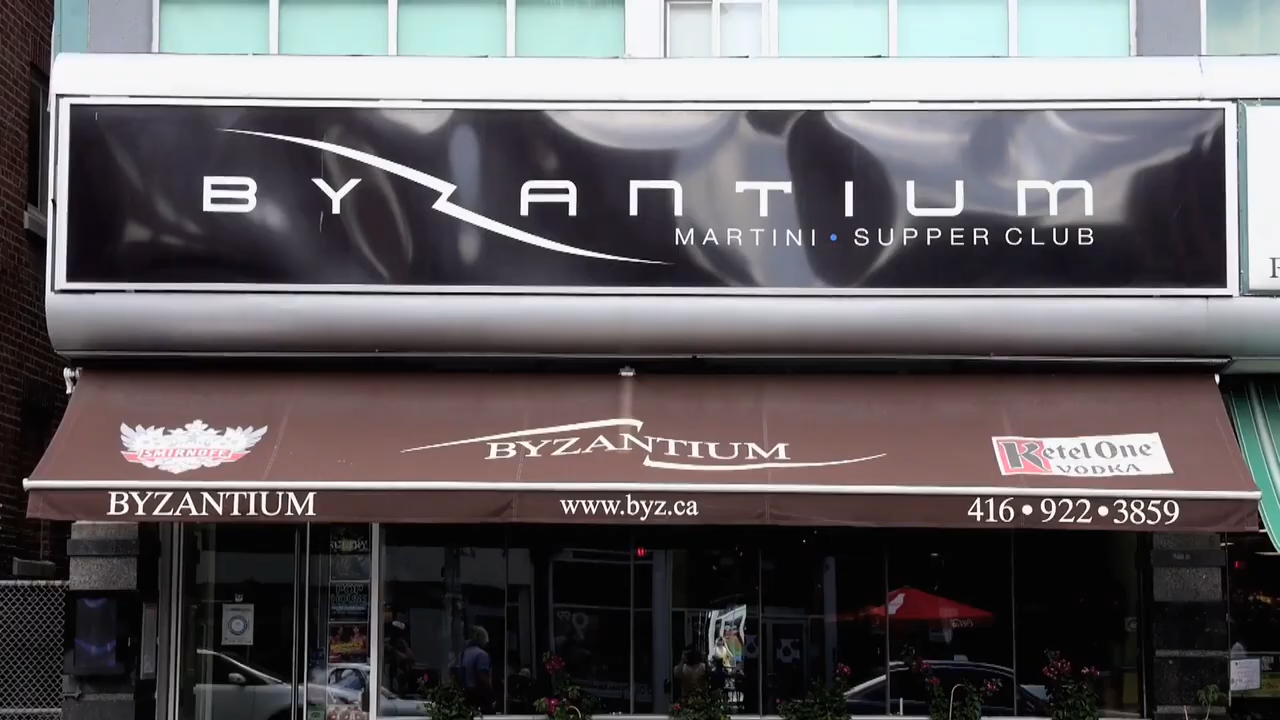 BYZANTIUM
MARTINI • SUPPER CLUB
SMIRNOFF
BYZANTIUM
Ketel One
VODKA
BYZANTIUM
www.byz.ca
416•922•3859